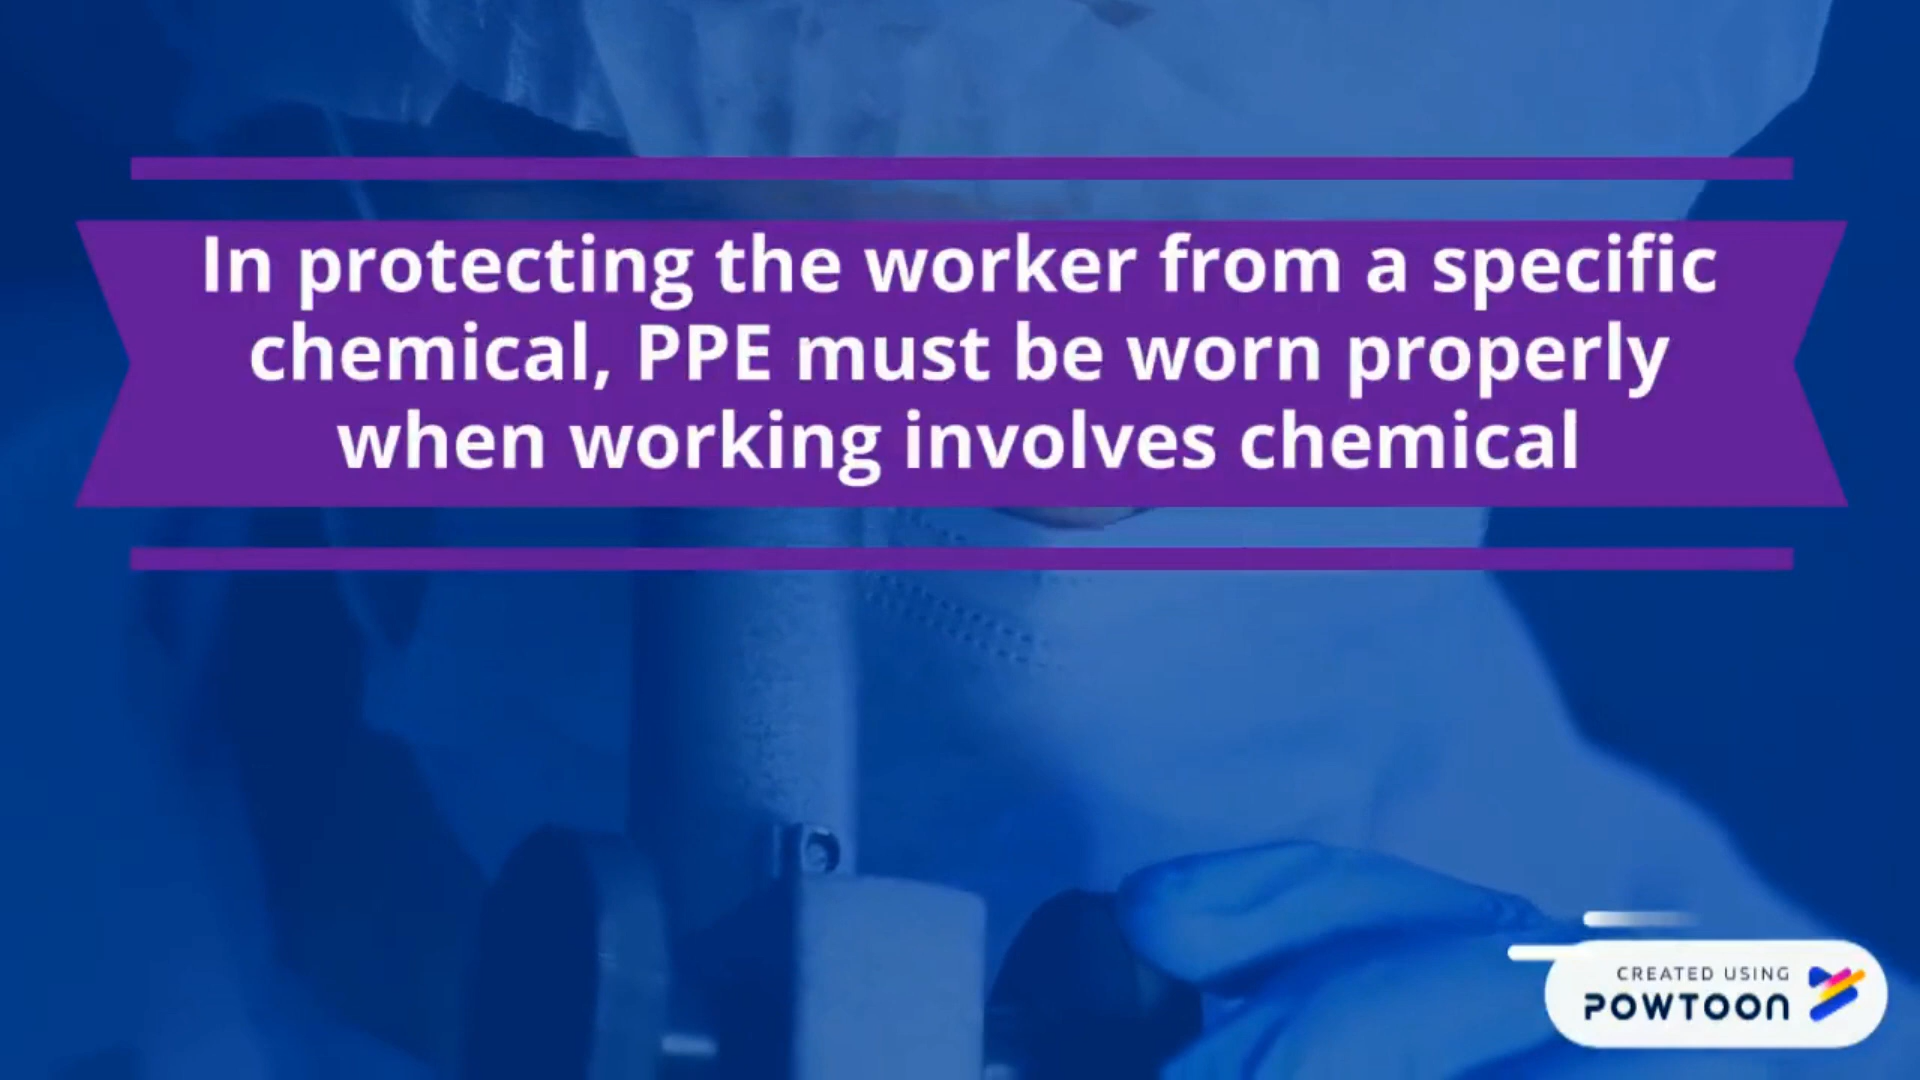 In protecting the worker from a specific
chemical, PPE must be worn properly
when working involves chemical
CREATED USING
POWTOON